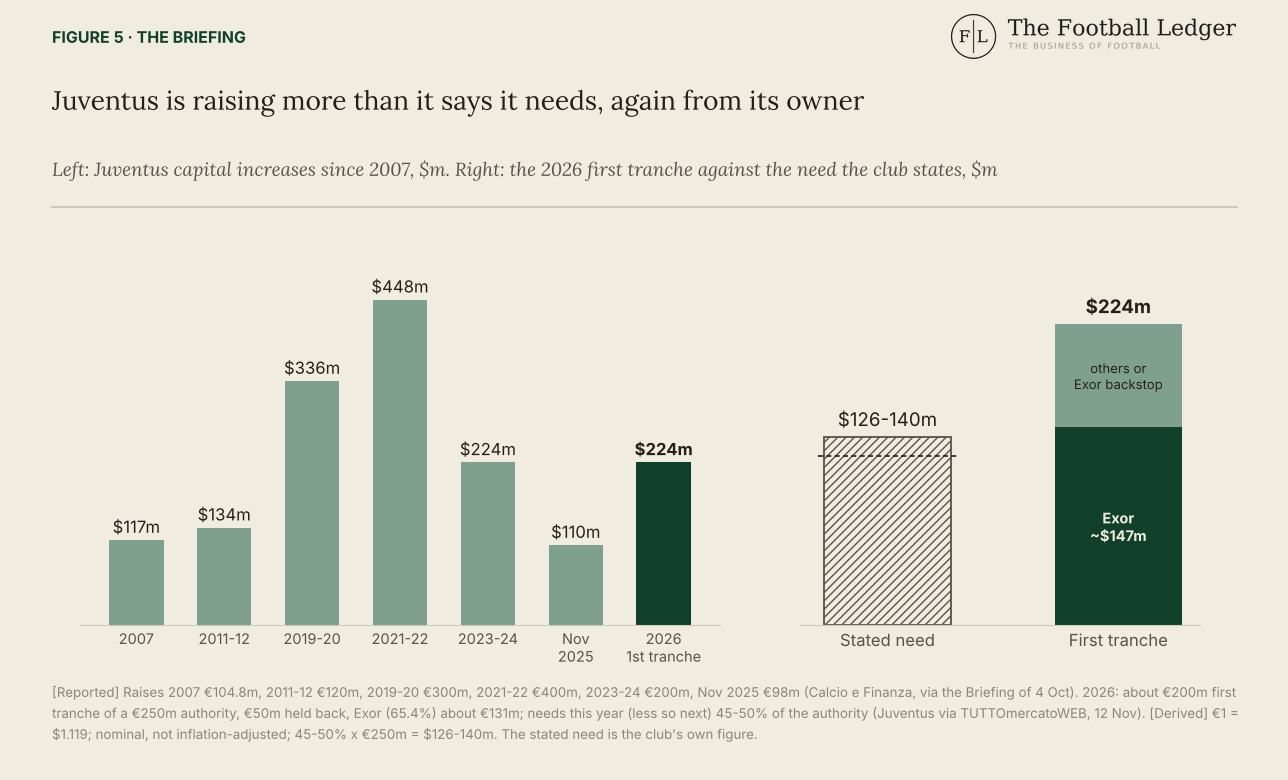 FIGURE 5 · THE BRIEFING
F L
The Football Ledger
THE BUSINESS OF FOOTBALL
Juventus is raising more than it says it needs, again from its owner
Left: Juventus capital increases since 2007, $m. Right: the 2026 first tranche against the need the club states, $m
$117m
$134m
$336m
$448m
$224m
$110m
$224m
2007
2011-12
2019-20
2021-22
2023-24
Nov
2025
2026
1st tranche
$126-140m
$224m
others or
Exor backstop
Exor
~$147m
Stated need
First tranche
[Reported] Raises 2007 €104.8m, 2011-12 €120m, 2019-20 €300m, 2021-22 €400m, 2023-24 €200m, Nov 2025 €98m (Calcio e Finanza, via the Briefing of 4 Oct). 2026: about €200m first
tranche of a €250m authority, €50m held back, Exor (65.4%) about €131m; needs this year (less so next) 45-50% of the authority (Juventus via TUTTOmercatoWEB, 12 Nov). [Derived] €1 =
$1.119; nominal, not inflation-adjusted; 45-50% x €250m = $126-140m. The stated need is the club's own figure.